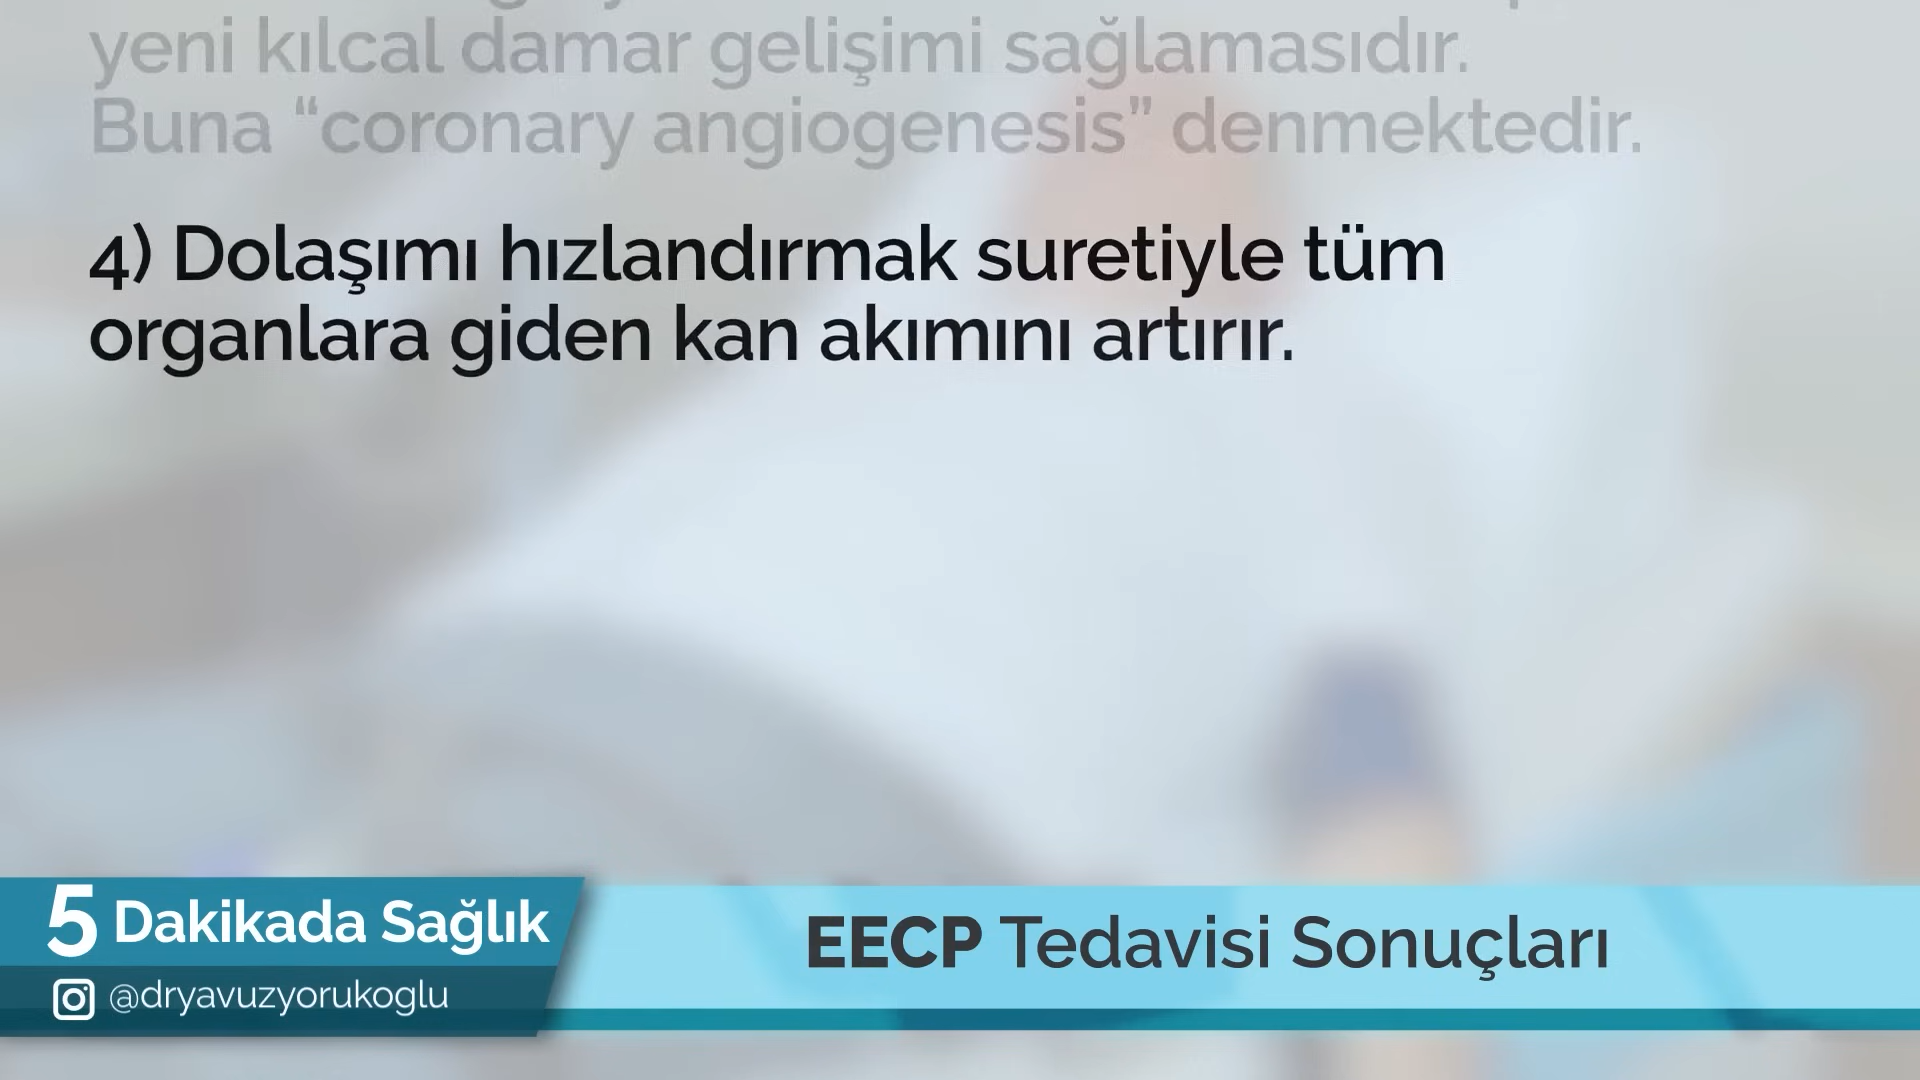 yeni kılcal damar gelişimi sağlamasıdır.
Buna “coronary angiogenesis” denmektedir.
4) Dolaşımı hızlandırmak suretiyle tüm
organlara giden kan akımını artırır.
5 Dakikada Sağlık
@dryavuzyorukoglu
EECP Tedavisi Sonuçları